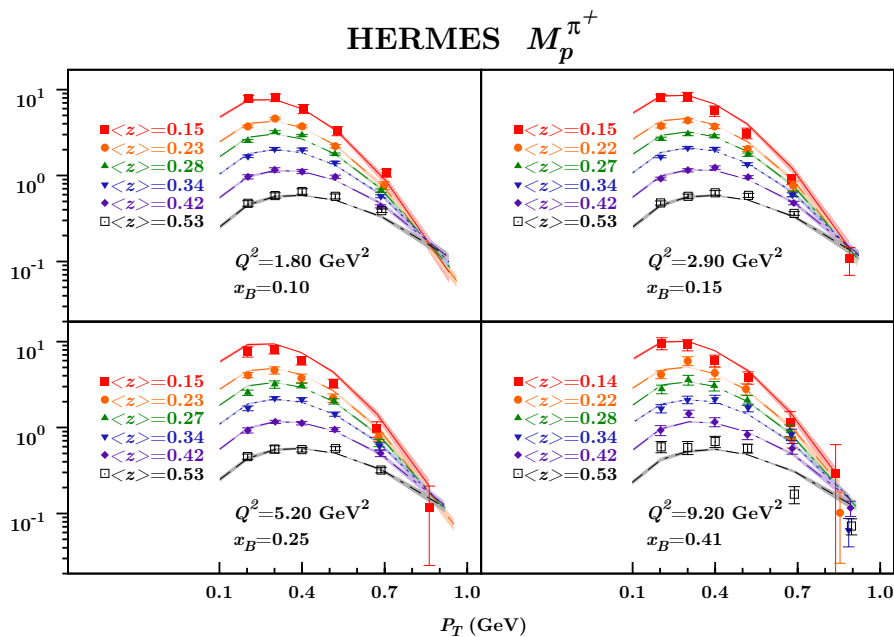 HERMES M_p^{π^+}
10^1
10^0
10^{-1}
<z>=0.15
<z>=0.23
<z>=0.28
<z>=0.34
<z>=0.42
<z>=0.53
Q^2=1.80 GeV^2
x_B=0.10
<z>=0.15
<z>=0.22
<z>=0.27
<z>=0.34
<z>=0.42
<z>=0.53
Q^2=2.90 GeV^2
x_B=0.15
10^1
10^0
10^{-1}
<z>=0.15
<z>=0.23
<z>=0.27
<z>=0.34
<z>=0.42
<z>=0.53
Q^2=5.20 GeV^2
x_B=0.25
<z>=0.14
<z>=0.22
<z>=0.28
<z>=0.34
<z>=0.42
<z>=0.53
Q^2=9.20 GeV^2
x_B=0.41
0.1 0.4 0.7 0.1 0.4 0.7 1.0
P_T (GeV)